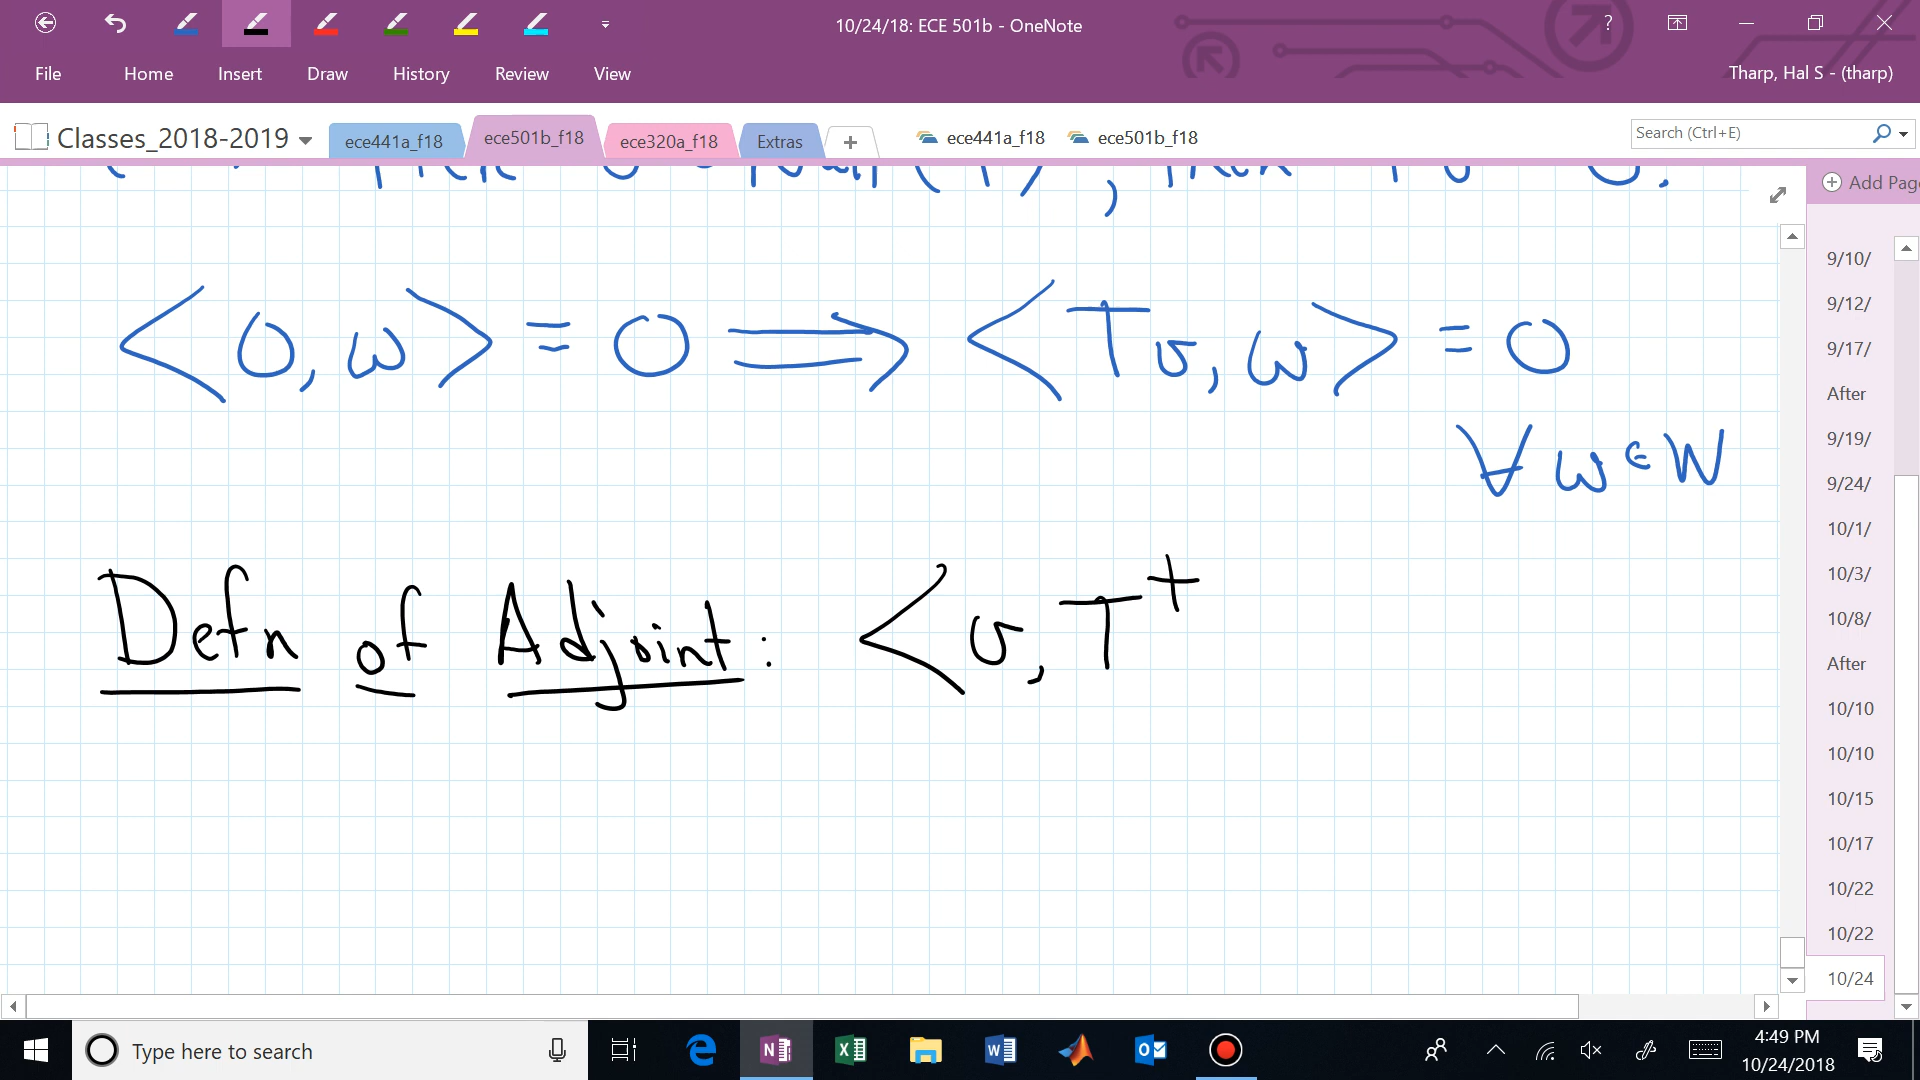 10/24/18: ECE 501b - OneNote
?
File Home Insert Draw History Review View
Tharp, Hal S - (tharp)
Classes_2018-2019
ece441a_f18 ece501b_f18 ece320a_f18 Extras + ece441a_f18 ece501b_f18
Search (Ctrl+E)
Add Pag
<0, ω> = 0 ⟹ <Tv, ω> = 0
∀ ω ∈ W
Defn of Adjoint: <v, T⁺
9/10/
9/12/
9/17/
After
9/19/
9/24/
10/1/
10/3/
10/8/
After
10/10
10/10
10/15
10/17
10/22
10/22
10/24
Type here to search
4:49 PM
10/24/2018